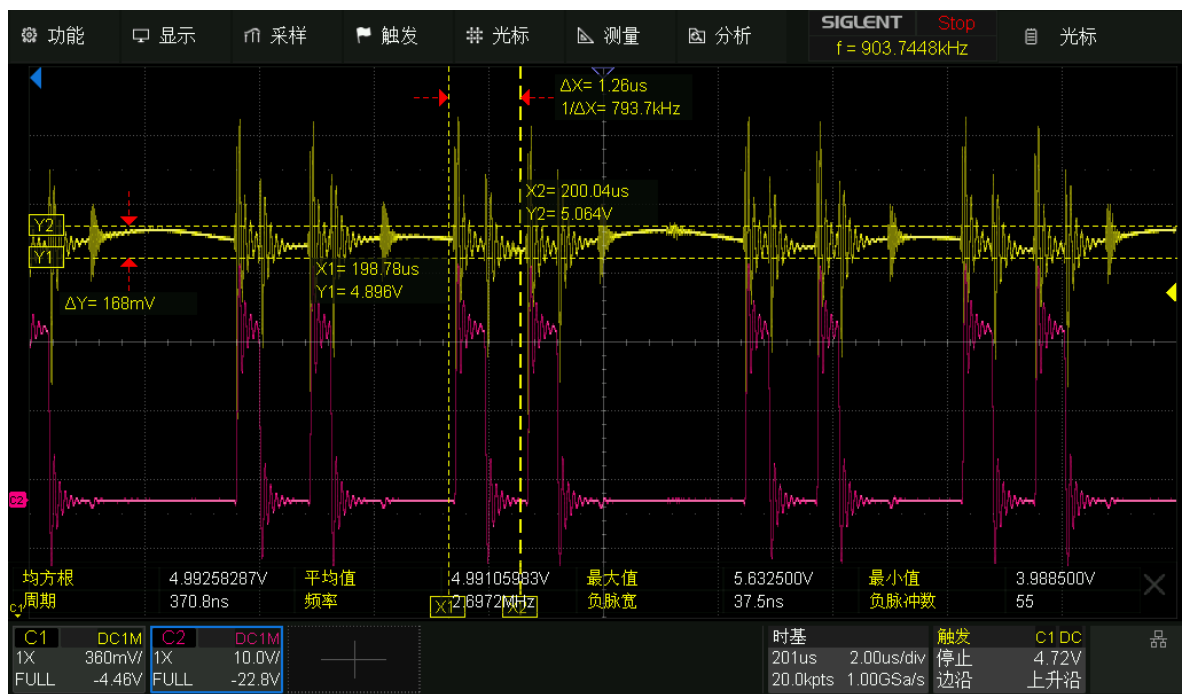 功能 显示 采样 触发 光标 测量 分析 SIGLENT Stop 光标
f = 903.7448kHz
ΔX= 1.26us
1/ΔX= 793.7kHz
X2= 200.04us
Y2= 5.064V
Y2
Y1
X1= 198.78us
Y1= 4.896V
ΔY= 168mV
C2
均方根 4.99258287V 平均值 4.99105983V 最大值 5.632500V 最小值 3.988500V
C1 周期 370.8ns 频率 2.6972MHz 负脉宽 37.5ns 负脉冲数 55
X1 X2
C1 DC1M C2 DC1M 时基 触发 C1 DC
1X 360mV/ 1X 10.0V/ 201us 2.00us/div 停止 4.72V
FULL -4.46V FULL -22.8V 20.0kpts 1.00GSa/s 边沿 上升沿